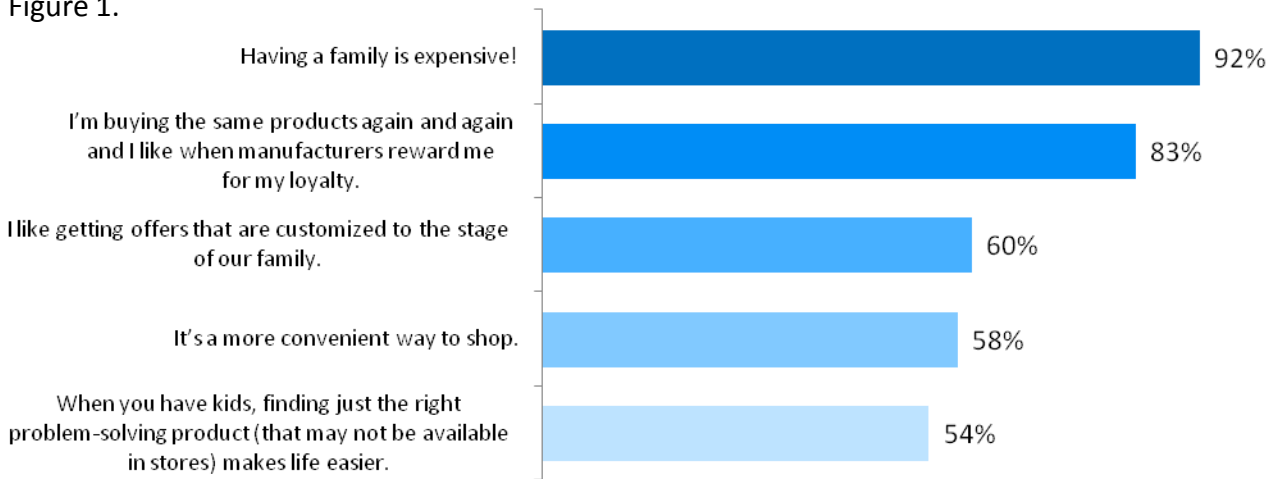 Figure 1.
Having a family is expensive!
92%
I'm buying the same products again and again
and I like when manufacturers reward me
for my loyalty.
83%
I like getting offers that are customized to the stage
of our family.
60%
It's a more convenient way to shop.
58%
When you have kids, finding just the right
problem-solving product (that may not be available
in stores) makes life easier.
54%